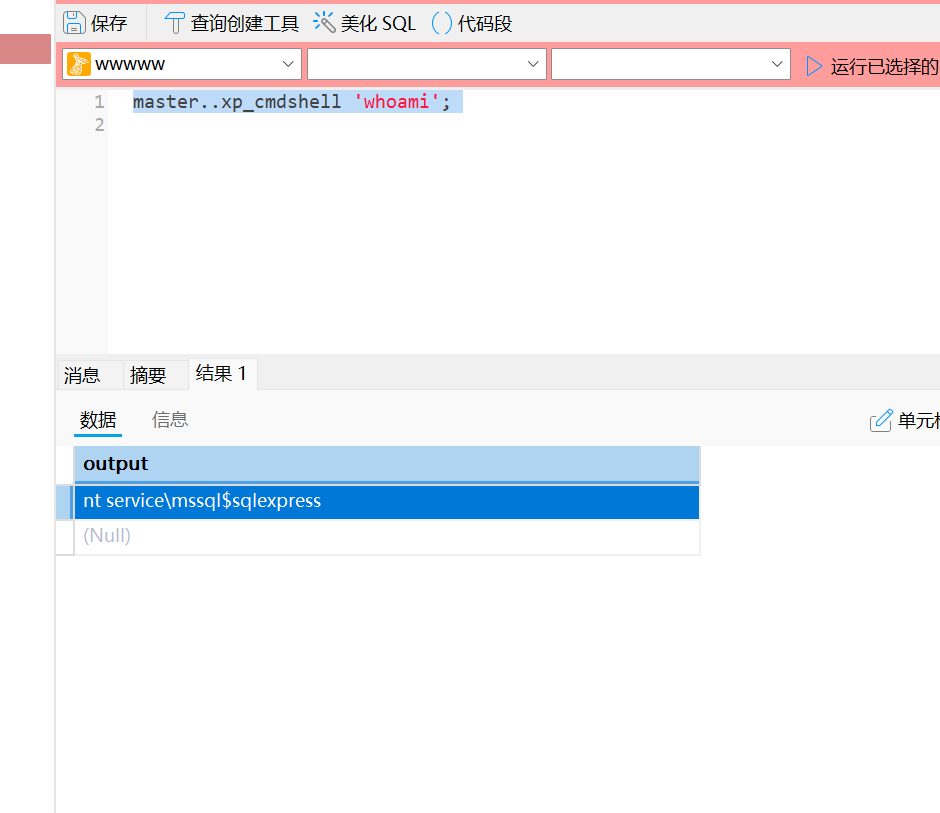 保存 查询创建工具 美化 SQL () 代码段
wwwww 运行已选择的
1 master..xp_cmdshell 'whoami';
2
消息 摘要 结果 1
数据 信息 单元
output
nt service\mssql$sqlexpress
(Null)